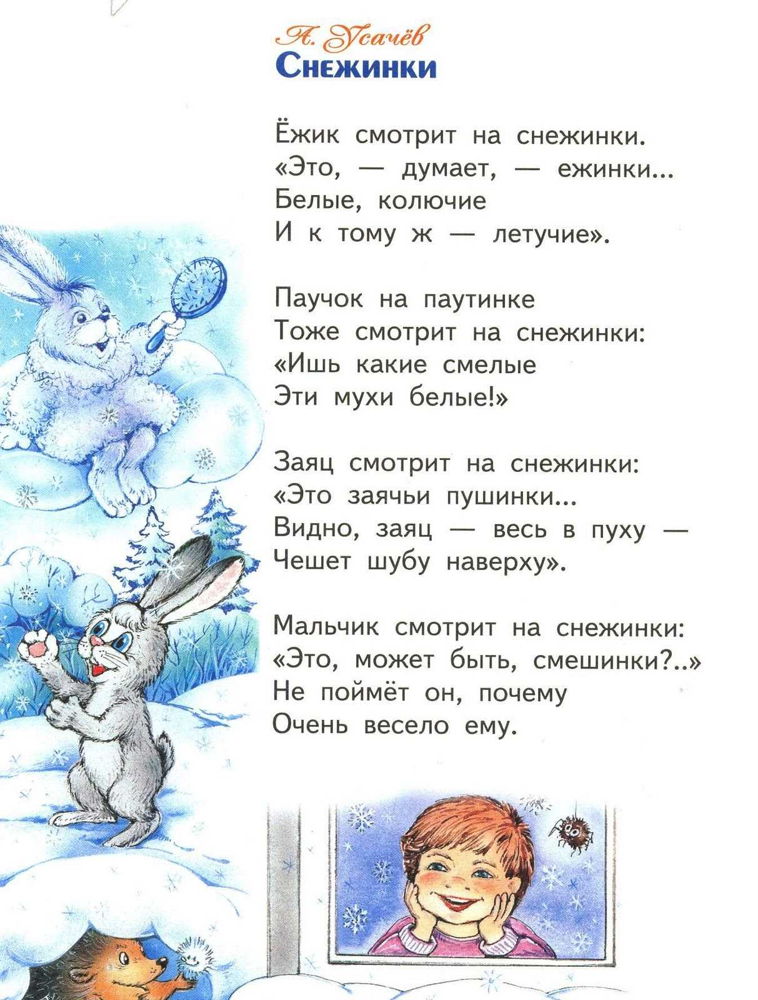 А. Усачёв
Снежинки
Ёжик смотрит на снежинки.
«Это, — думает, — ежинки...
Белые, колючие
И к тому ж — летучие».
Паучок на паутинке
Тоже смотрит на снежинки:
«Ишь какие смелые
Эти мухи белые!»
Заяц смотрит на снежинки:
«Это заячьи пушинки...
Видно, заяц — весь в пуху —
Чешет шубу наверху».
Мальчик смотрит на снежинки:
«Это, может быть, смешинки?..»
Не поймёт он, почему
Очень весело ему.